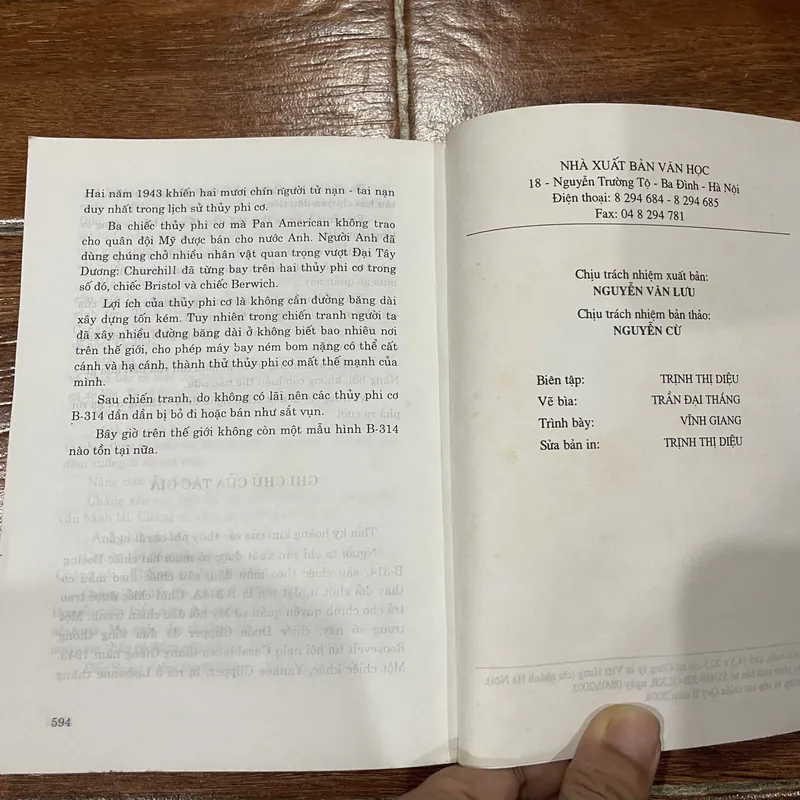 Hai năm 1943 khiến hai mươi chín người tử nạn - tai nạn
duy nhất trong lịch sử thủy phi cơ.
Ba chiếc thủy phi cơ mà Pan American không trao
cho quân đội Mỹ được bán cho nước Anh. Người Anh đã
dùng chúng chở nhiều nhân vật quan trọng vượt Đại Tây
Dương: Churchill đã từng bay trên hai thủy phi cơ trong
số đó, chiếc Bristol và chiếc Berwich.
Lợi ích của thủy phi cơ là không cần đường băng dài
xây dựng tốn kém. Tuy nhiên trong chiến tranh người ta
đã xây nhiều đường băng dài ở không biết bao nhiêu nơi
trên thế giới, cho phép máy bay ném bom nặng có thể cất
cánh và hạ cánh, thành thử thủy phi cơ mất thế mạnh của
mình.
Sau chiến tranh, do không có lãi nên các thủy phi cơ
B-314 dần dần bị bỏ đi hoặc bán như sắt vụn.
Bây giờ trên thế giới không còn một mẫu hình B-314
nào tồn tại nữa.
GHI CHÚ CỦA TÁC GIẢ
594
NHÀ XUẤT BẢN VĂN HỌC
18 - Nguyễn Trường Tộ - Ba Đình - Hà Nội
Điện thoại: 8 294 684 - 8 294 685
Fax: 04 8 294 781
Chịu trách nhiệm xuất bản:
NGUYỄN VĂN LƯU
Chịu trách nhiệm bản thảo:
NGUYỄN CỪ
Biên tập: TRỊNH THỊ DIỆU
Vẽ bìa: TRẦN ĐẠI THẮNG
Trình bày: VĨNH GIANG
Sửa bản in: TRỊNH THỊ DIỆU